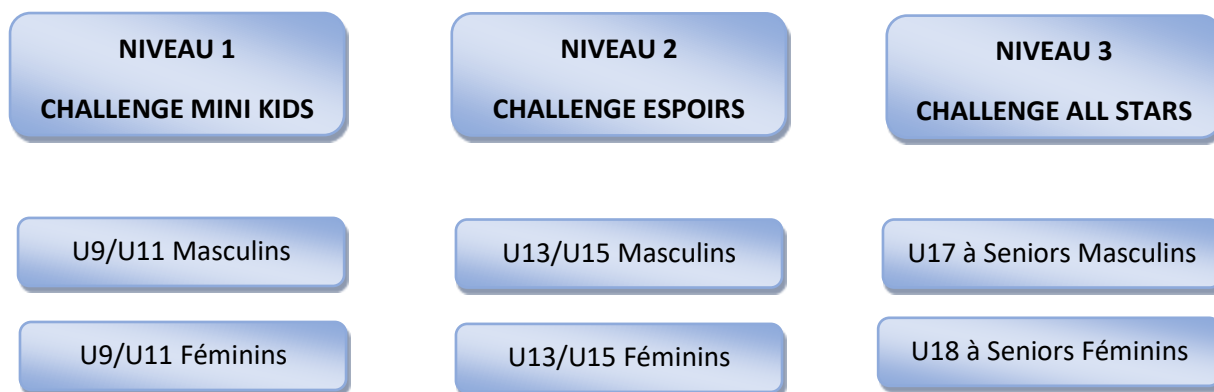 NIVEAU 1
CHALLENGE MINI KIDS
NIVEAU 2
CHALLENGE ESPOIRS
NIVEAU 3
CHALLENGE ALL STARS
U9/U11 Masculins
U13/U15 Masculins
U17 à Seniors Masculins
U9/U11 Féminins
U13/U15 Féminins
U18 à Seniors Féminins